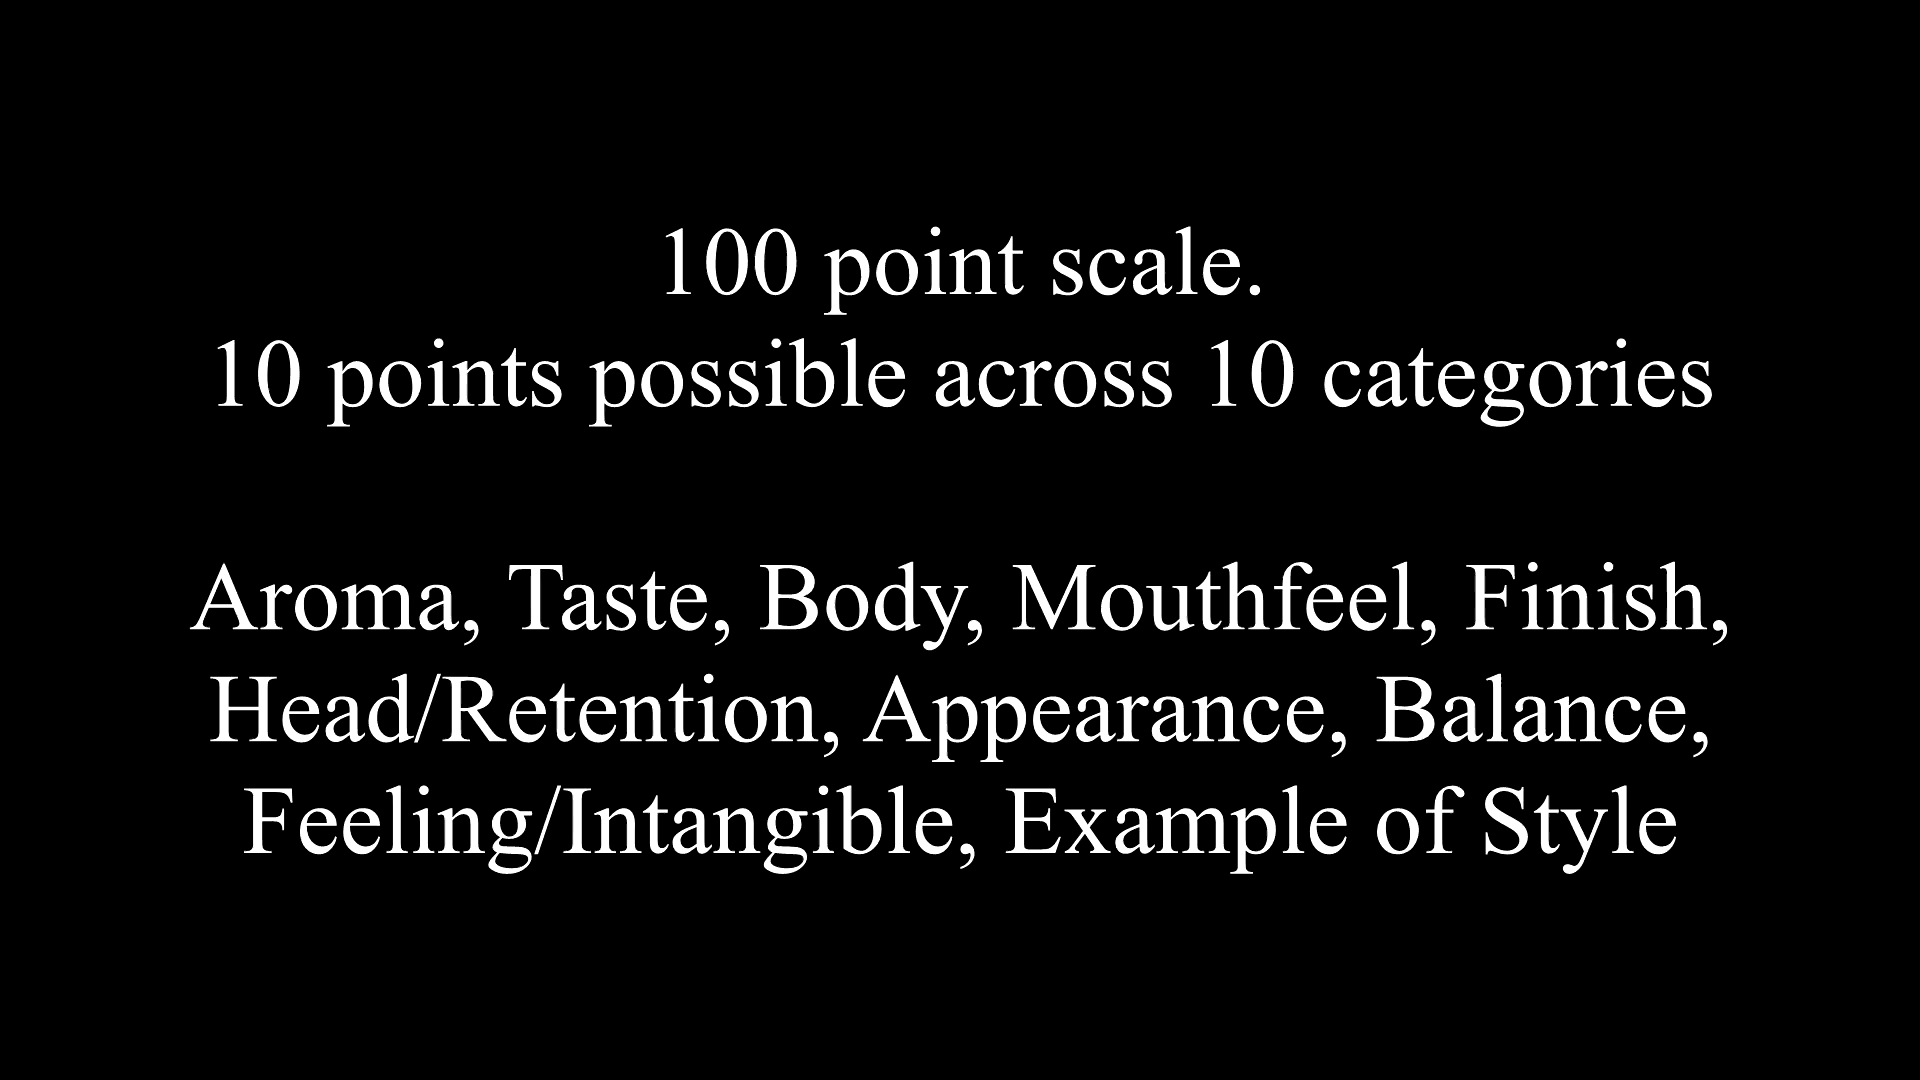 100 point scale.
10 points possible across 10 categories
Aroma, Taste, Body, Mouthfeel, Finish,
Head/Retention, Appearance, Balance,
Feeling/Intangible, Example of Style